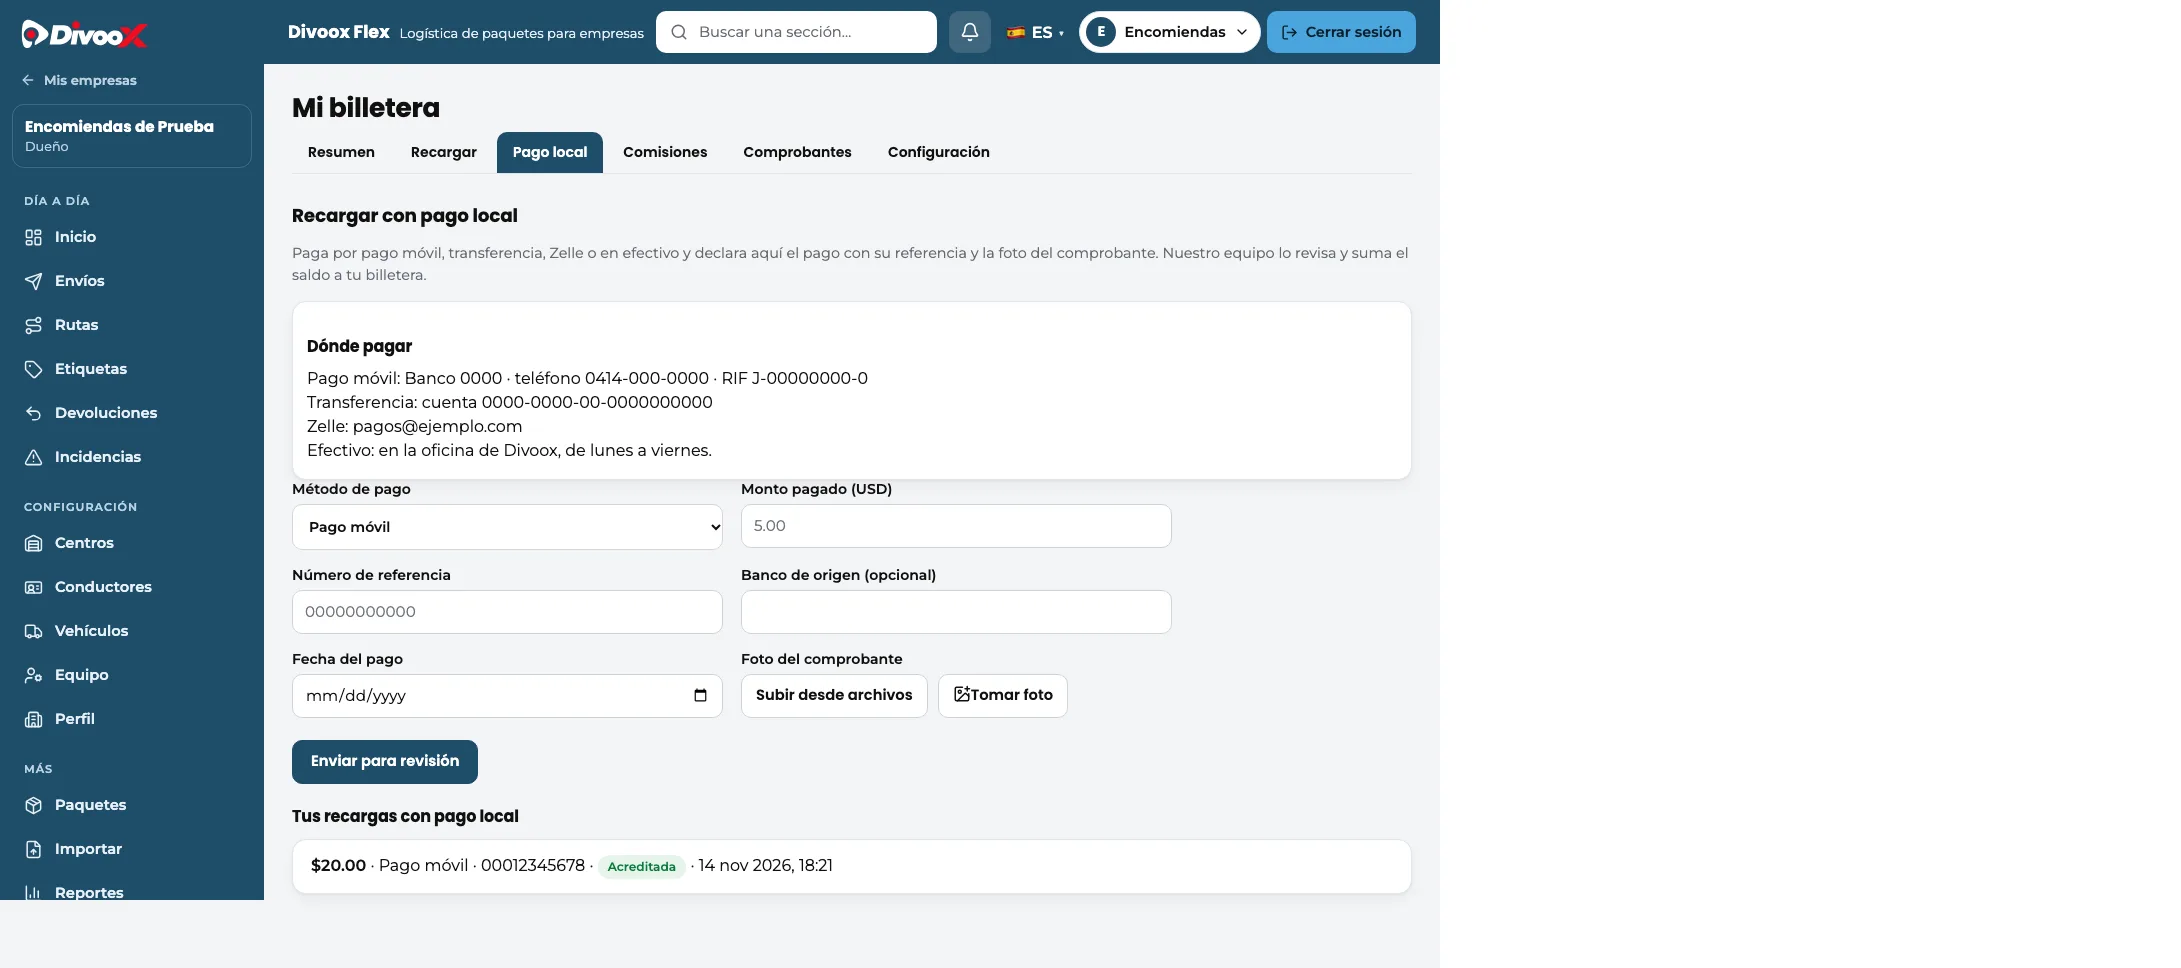 Divoox
Divoox Flex Logística de paquetes para empresas
Buscar una sección...
ES
E Encomiendas
Cerrar sesión
Mis empresas
Encomiendas de Prueba
Dueño
DÍA A DÍA
Inicio
Envíos
Rutas
Etiquetas
Devoluciones
Incidencias
CONFIGURACIÓN
Centros
Conductores
Vehículos
Equipo
Perfil
MÁS
Paquetes
Importar
Reportes
Mi billetera
Resumen Recargar Pago local Comisiones Comprobantes Configuración
Recargar con pago local
Paga por pago móvil, transferencia, Zelle o en efectivo y declara aquí el pago con su referencia y la foto del comprobante. Nuestro equipo lo revisa y suma el
saldo a tu billetera.
Dónde pagar
Pago móvil: Banco 0000 · teléfono 0414-000-0000 · RIF J-00000000-0
Transferencia: cuenta 0000-0000-00-0000000000
Zelle: pagos@ejemplo.com
Efectivo: en la oficina de Divoox, de lunes a viernes.
Método de pago
Pago móvil
Monto pagado (USD)
5.00
Número de referencia
00000000000
Banco de origen (opcional)
Fecha del pago
mm/dd/yyyy
Foto del comprobante
Subir desde archivos
Tomar foto
Enviar para revisión
Tus recargas con pago local
$20.00 · Pago móvil · 00012345678 · Acreditada · 14 nov 2026, 18:21